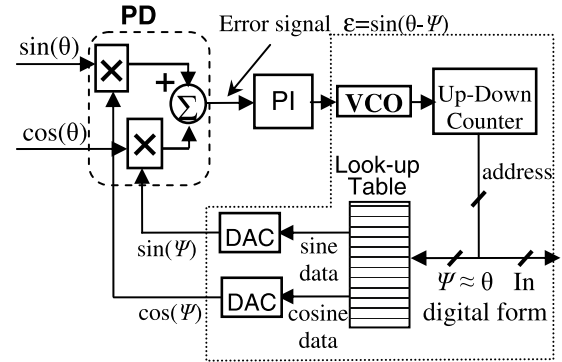 PD
Error signal ε=sin(θ-Ψ)
sin(θ)
×
+
Σ
PI
VCO
Up-Down
Counter
cos(θ)
×
Look-up
Table
address
DAC
sin(Ψ)
sine
data
DAC
cos(Ψ)
cosine
data
Ψ ≈ θ In
digital form